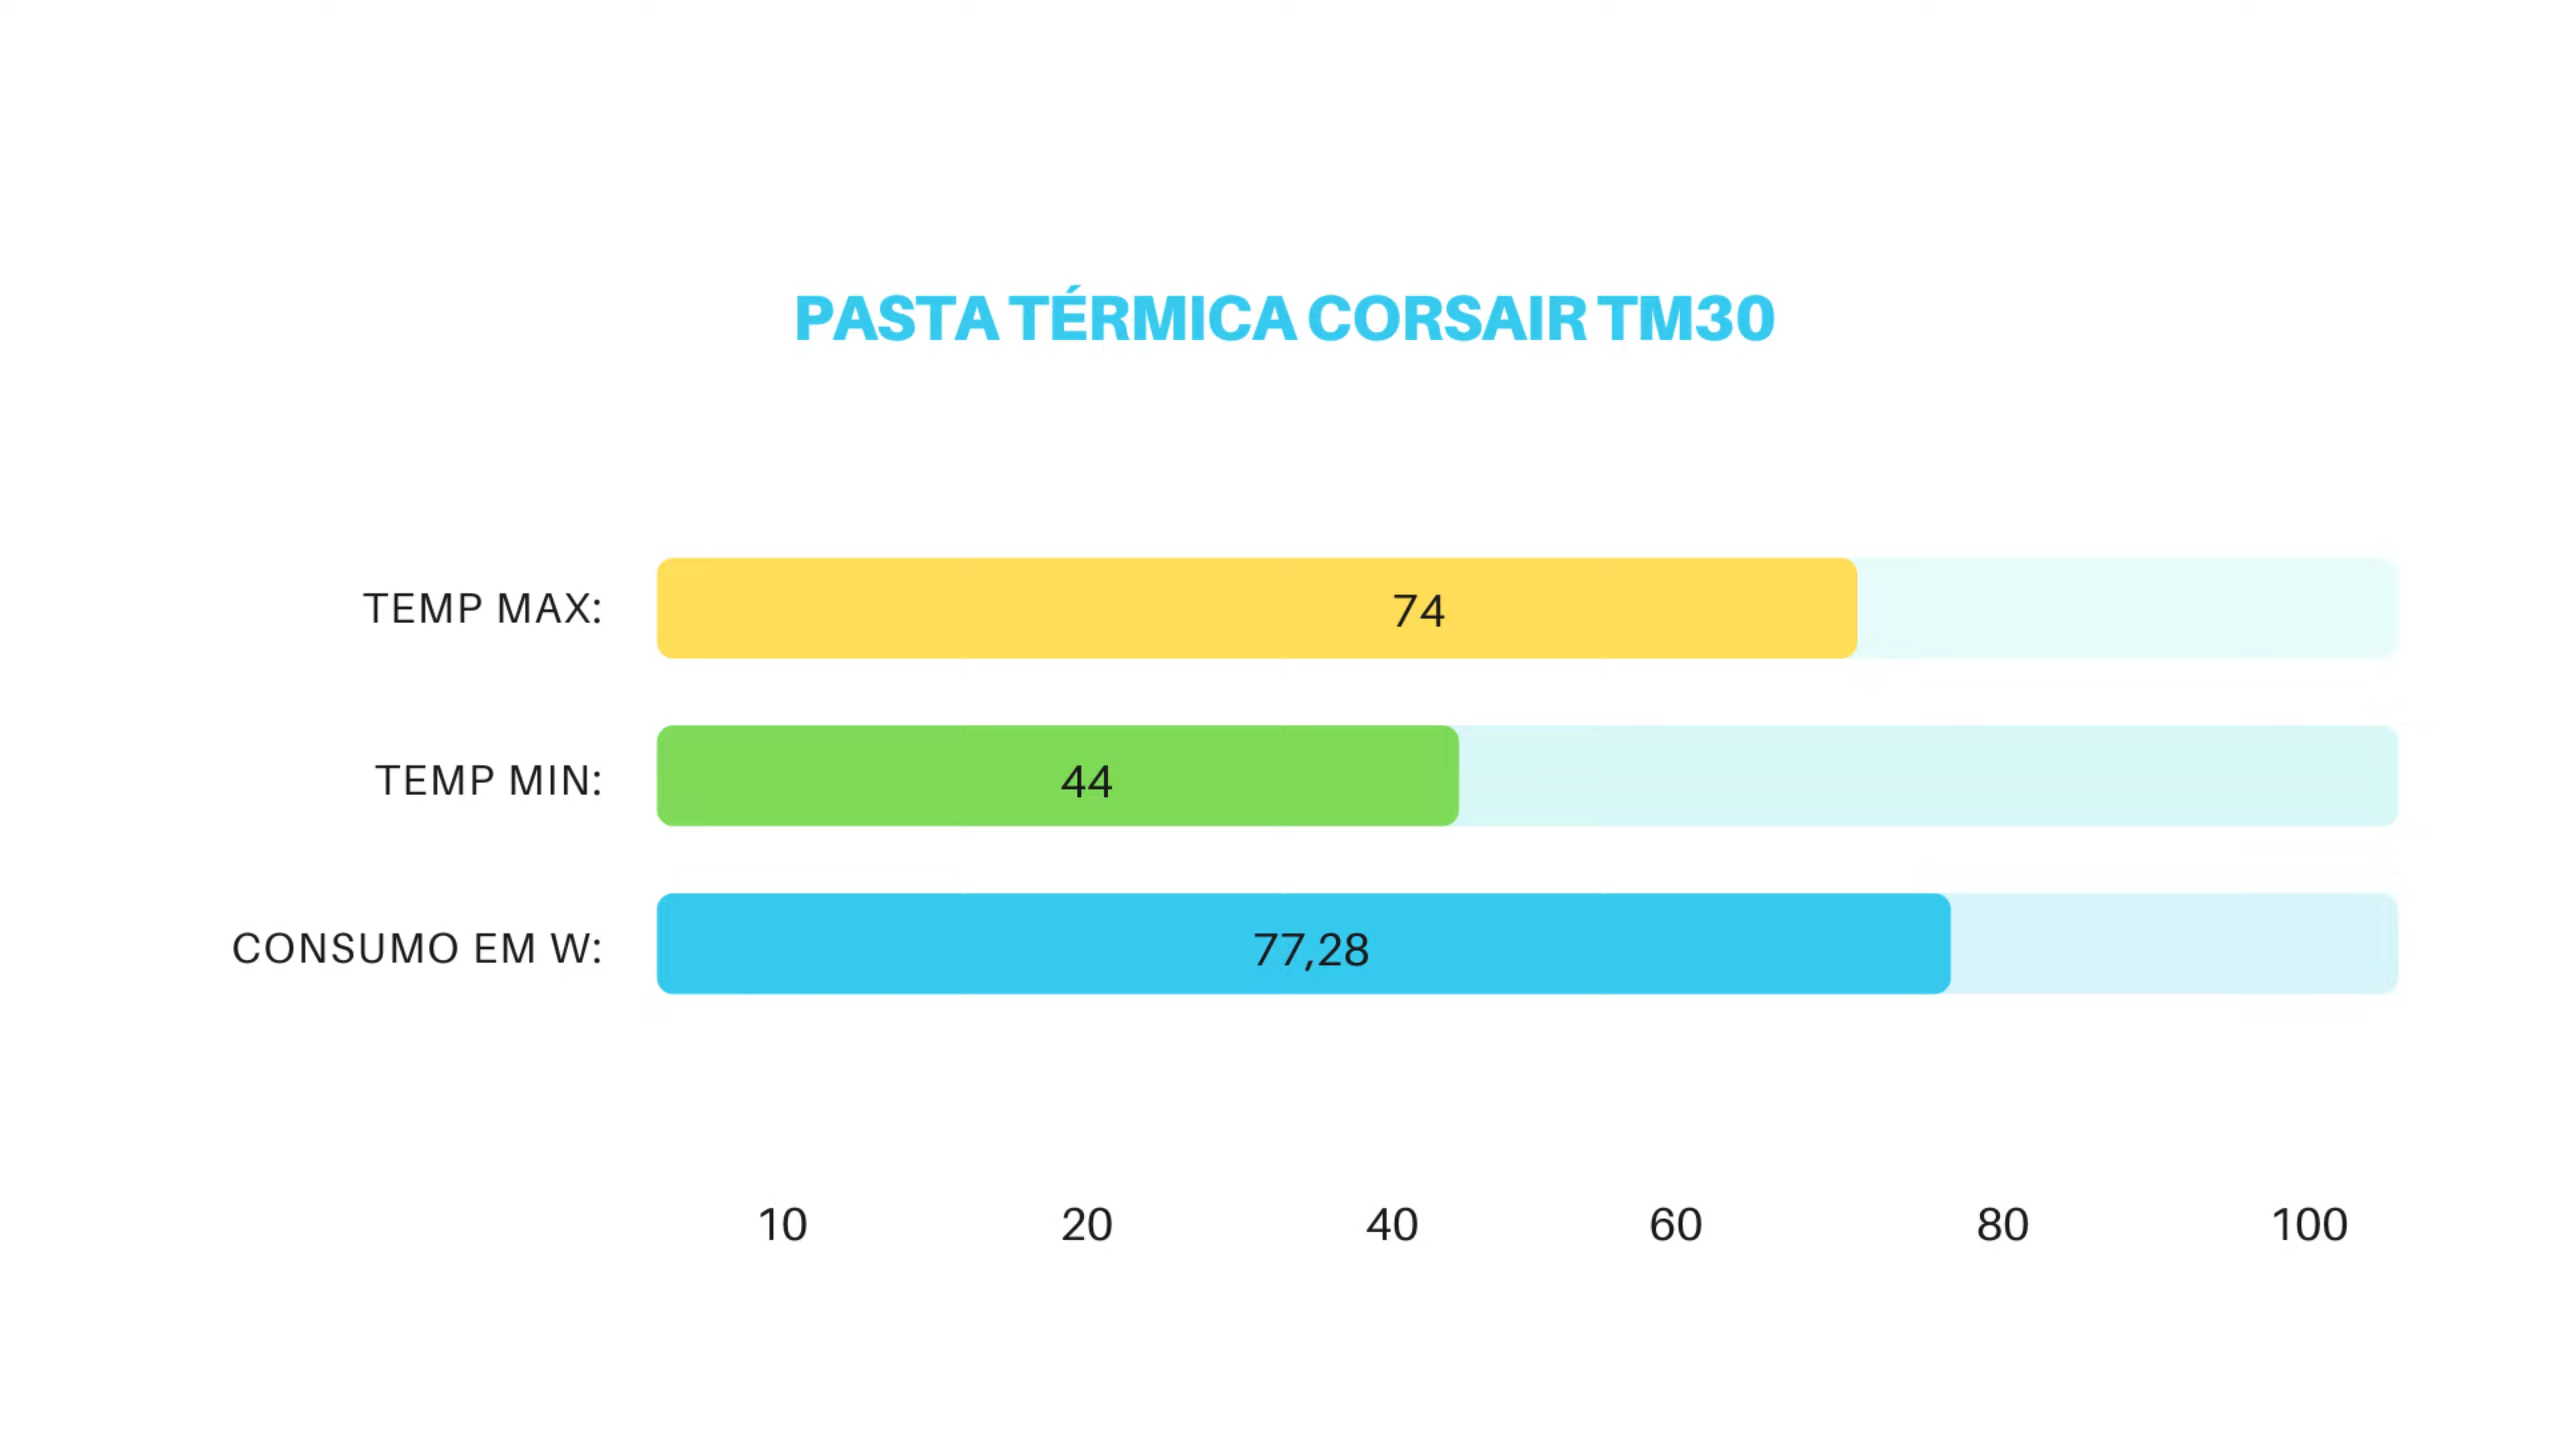 PASTA TÉRMICA CORSAIR TM30
TEMP MAX: 74
TEMP MIN: 44
CONSUMO EM W: 77,28
10 20 40 60 80 100